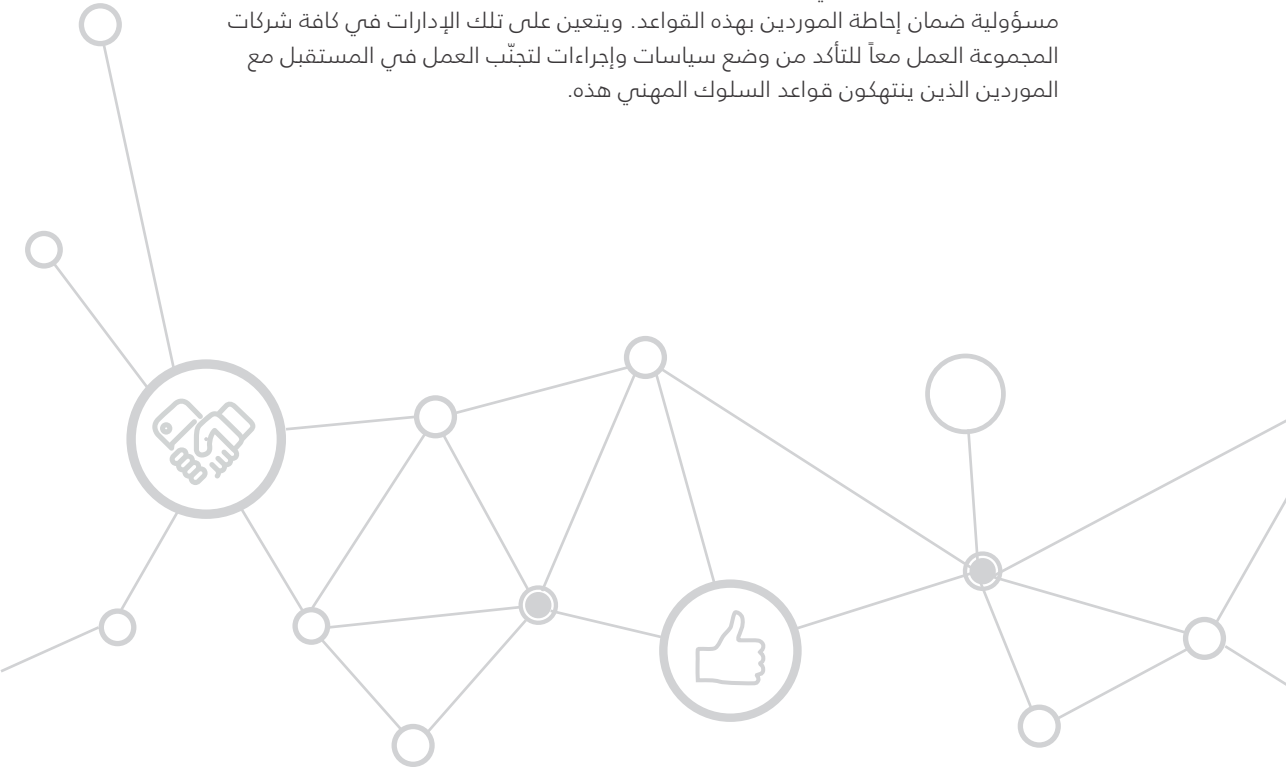 مسؤولية ضمان إحاطة الموردين بهذه القواعد. ويتعين على تلك الإدارات في كافة شركات
المجموعة العمل معاً للتأكد من وضع سياسات وإجراءات لتجنّب العمل في المستقبل مع
الموردين الذين ينتهكون قواعد السلوك المهني هذه.